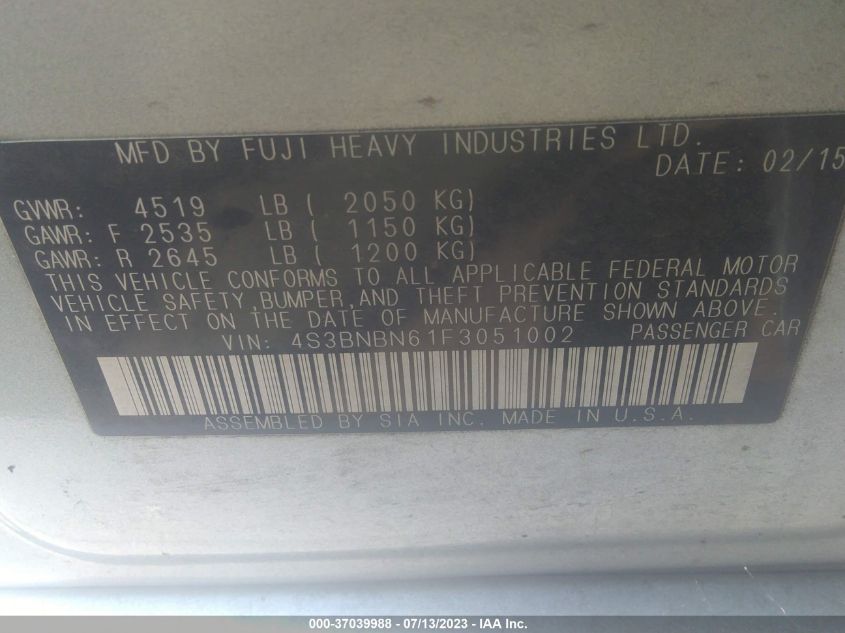 MFD BY FUJI HEAVY INDUSTRIES LTD.
DATE: 02/15
GVWR: 4519 LB ( 2050 KG)
GAWR: F 2535 LB ( 1150 KG)
GAWR: R 2645 LB ( 1200 KG)
THIS VEHICLE CONFORMS TO ALL APPLICABLE FEDERAL MOTOR
VEHICLE SAFETY, BUMPER, AND THEFT PREVENTION STANDARDS
IN EFFECT ON THE DATE OF MANUFACTURE SHOWN ABOVE.
VIN: 4S3BNBN61F3051002 PASSENGER CAR
ASSEMBLED BY SIA INC. MADE IN U.S.A.
000-37039988 - 07/13/2023 - WWW.IAAI.COM